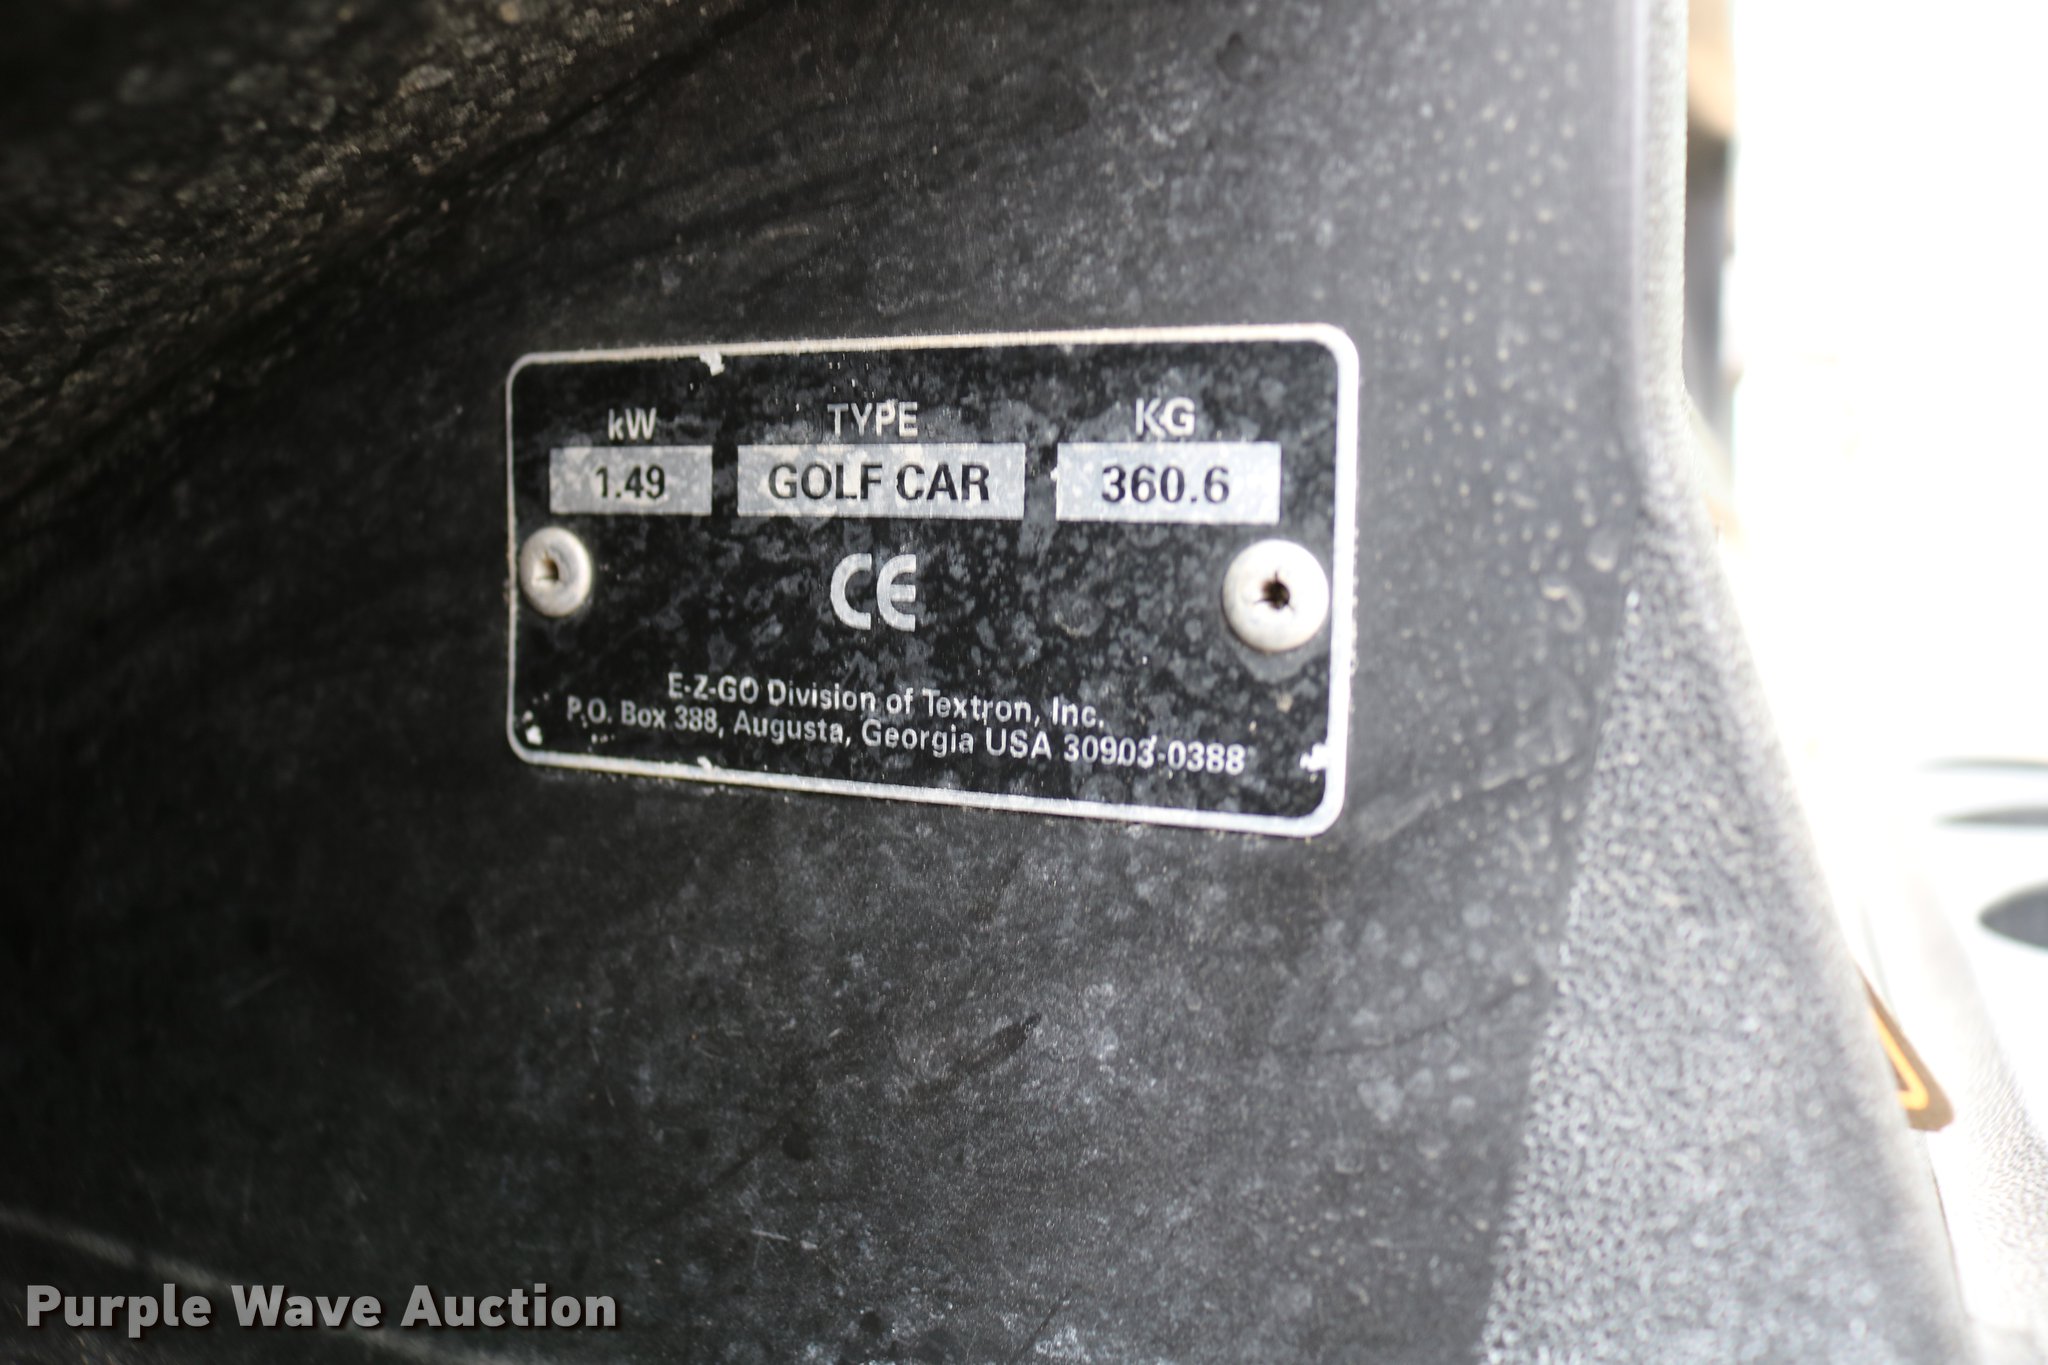 kW TYPE KG
1.49 GOLF CAR 360.6
CE
E-Z-GO Division of Textron, Inc.
P.O. Box 388, Augusta, Georgia USA 30903-0388
Purple Wave Auction